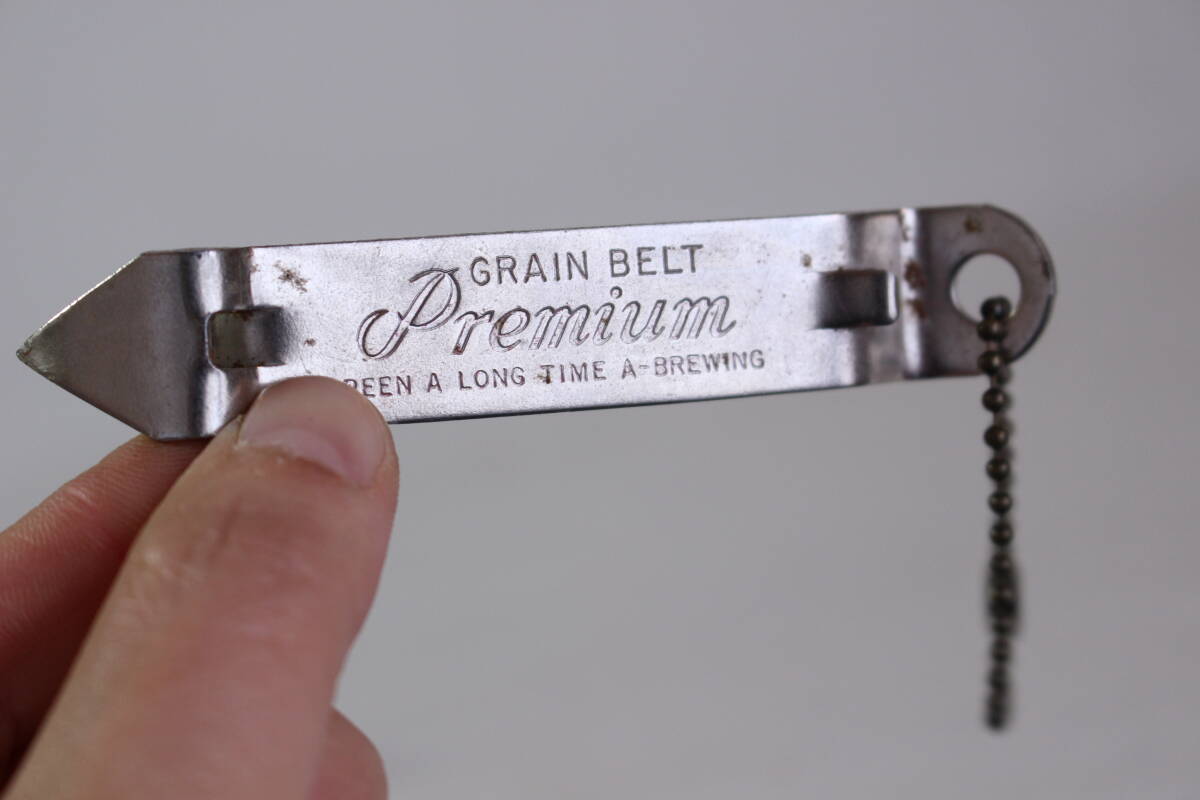 GRAIN BELT
Premium
BEEN A LONG-TIME A-BREWING